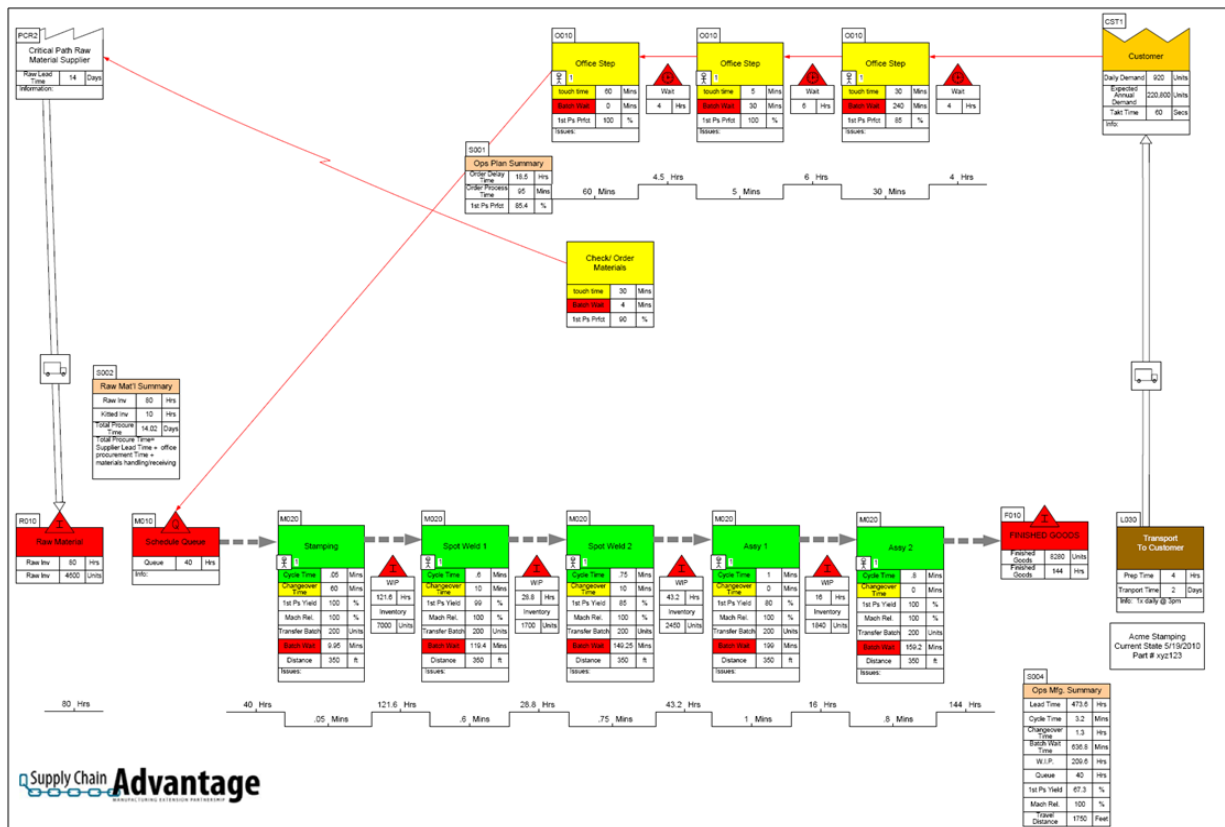 PCR2
Critical Path Raw
Material Supplier
Raw Lead Time 14 Days
Information:
O010
Office Step
1
touch time 60 Mins
Batch Wait 0 Mins
1st Ps Prfct 100 %
Issues:
Wait
4 Hrs
O010
Office Step
1
touch time 5 Mins
Batch Wait 30 Mins
1st Ps Prfct 100 %
Issues:
Wait
6 Hrs
O010
Office Step
1
touch time 30 Mins
Batch Wait 240 Mins
1st Ps Prfct 85 %
Issues:
Wait
4 Hrs
CST1
Customer
Daily Demand 920 Units
Expected Annual Demand 220,800 Units
Takt Time 60 Secs
Info:
S001
Ops Plan Summary
Order Delay Time 18.5 Hrs
Order Process Time 95 Mins
1st Ps Prfct 85.4 %
60 Mins
4.5 Hrs
5 Mins
6 Hrs
30 Mins
4 Hrs
Check/ Order
Materials
touch time 30 Mins
Batch Wait 4 Mins
1st Ps Prfct 90 %
S002
Raw Mat'l Summary
Raw Inv 80 Hrs
Kitted Inv 10 Hrs
Total Procure Time 14.02 Days
Total Procure Time=
Supplier Lead Time + office
procurement Time +
materials handling/receiving
R010
I
Raw Material
Raw Inv 80 Hrs
Raw Inv 4600 Units
M010
Q
Schedule Queue
Queue 40 Hrs
Info:
M020
Stamping
1
Cycle Time .05 Mins
Changeover Time 60 Mins
1st Ps Yield 100 %
Mach Rel. 100 %
Transfer Batch 200 Units
Batch Wait 9.95 Mins
Distance 350 ft
Issues:
I
WIP
121.6 Hrs
Inventory
7000 Units
M020
Spot Weld 1
1
Cycle Time .6 Mins
Changeover Time 10 Mins
1st Ps Yield 99 %
Mach Rel. 100 %
Transfer Batch 200 Units
Batch Wait 119.4 Mins
Distance 350 ft
Issues:
I
WIP
28.8 Hrs
Inventory
1700 Units
M020
Spot Weld 2
1
Cycle Time .75 Mins
Changeover Time 10 Mins
1st Ps Yield 85 %
Mach Rel. 100 %
Transfer Batch 200 Units
Batch Wait 149.25 Mins
Distance 350 ft
Issues:
I
WIP
43.2 Hrs
Inventory
2450 Units
M020
Assy 1
1
Cycle Time 1 Mins
Changeover Time 0 Mins
1st Ps Yield 80 %
Mach Rel. 100 %
Transfer Batch 200 Units
Batch Wait 199 Mins
Distance 350 ft
Issues:
I
WIP
16 Hrs
Inventory
1840 Units
M020
Assy 2
1
Cycle Time .8 Mins
Changeover Time 0 Mins
1st Ps Yield 100 %
Mach Rel. 100 %
Transfer Batch 200 Units
Batch Wait 159.2 Mins
Distance 350 ft
Issues:
F010
I
FINISHED GOODS
Finished Goods 8280 Units
Finished Goods 144 Hrs
L030
Transport
To Customer
Prep Time 4 Hrs
Tranport Time 2 Days
Info: 1x daily @ 3pm
Acme Stamping
Current State 5/19/2010
Part # xyz123
80 Hrs
40 Hrs
.05 Mins
121.6 Hrs
.6 Mins
28.8 Hrs
.75 Mins
43.2 Hrs
1 Mins
16 Hrs
.8 Mins
144 Hrs
S004
Ops Mfg. Summary
Lead Time 473.6 Hrs
Cycle Time 3.2 Mins
Changeover Time 1.3 Hrs
Batch Wait Time 636.8 Mins
W.I.P. 209.6 Hrs
Queue 40 Hrs
1st Ps Yield 67.3 %
Mach Rel. 100 %
Travel Distance 1750 Feet
Supply Chain Advantage
MANUFACTURING EXTENSION PARTNERSHIP